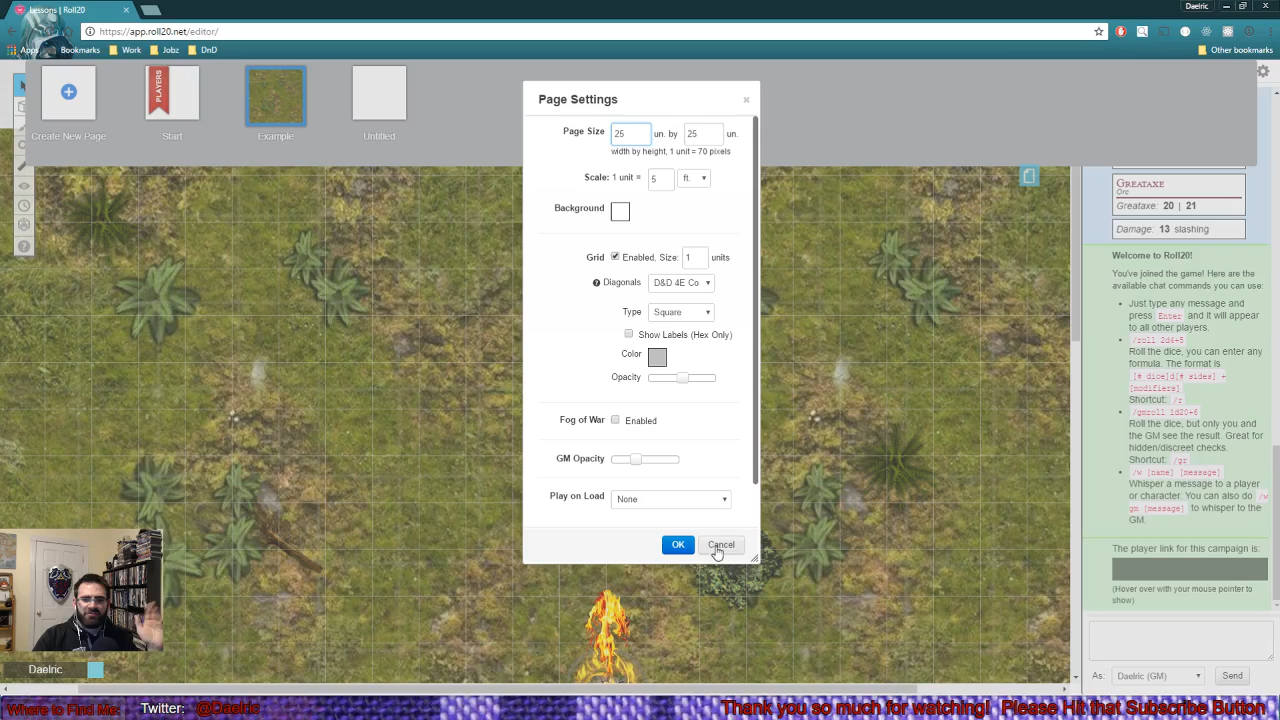 Lessons | Roll20
Daelric
https://app.roll20.net/editor/
Apps
Bookmarks
Work
Jobz
DnD
Other bookmarks
PLAYERS
Create New Page
Start
Example
Untitled
Page Settings
Page Size
25
un. by
25
un.
width by height, 1 unit = 70 pixels
Scale: 1 unit =
5
ft.
Background
Grid
Enabled, Size:
1
units
Diagonals
D&D 4E Co
Type
Square
Show Labels (Hex Only)
Color
Opacity
Fog of War
Enabled
GM Opacity
Play on Load
None
OK
Cancel
GREATAXE
Orc
Greataxe: 20 | 21
Damage: 13 slashing
Welcome to Roll20!
You've joined the game! Here are the
available chat commands you can use:
Just type any message and
press Enter and it will appear
to all other players.
/roll 2d6+5
Roll the dice, you can enter any
formula. The format is
[# dice]d[# sides] +
[modifiers]
Shortcut: /r
/gmroll 1d20+6
Roll the dice, but only you and
the GM see the result. Great for
hidden/discreet checks.
Shortcut: /gr
/w [name] [message]
Whisper a message to a player
or character. You can also do /w
gm [message] to whisper to the
GM.
The player link for this campaign is:
(Hover over with your mouse pointer to
show)
As:
Daelric (GM)
Send
Daelric
Where to Find Me:
Twitter:
@Daelric
Thank you so much for watching! Please Hit that Subscribe Button